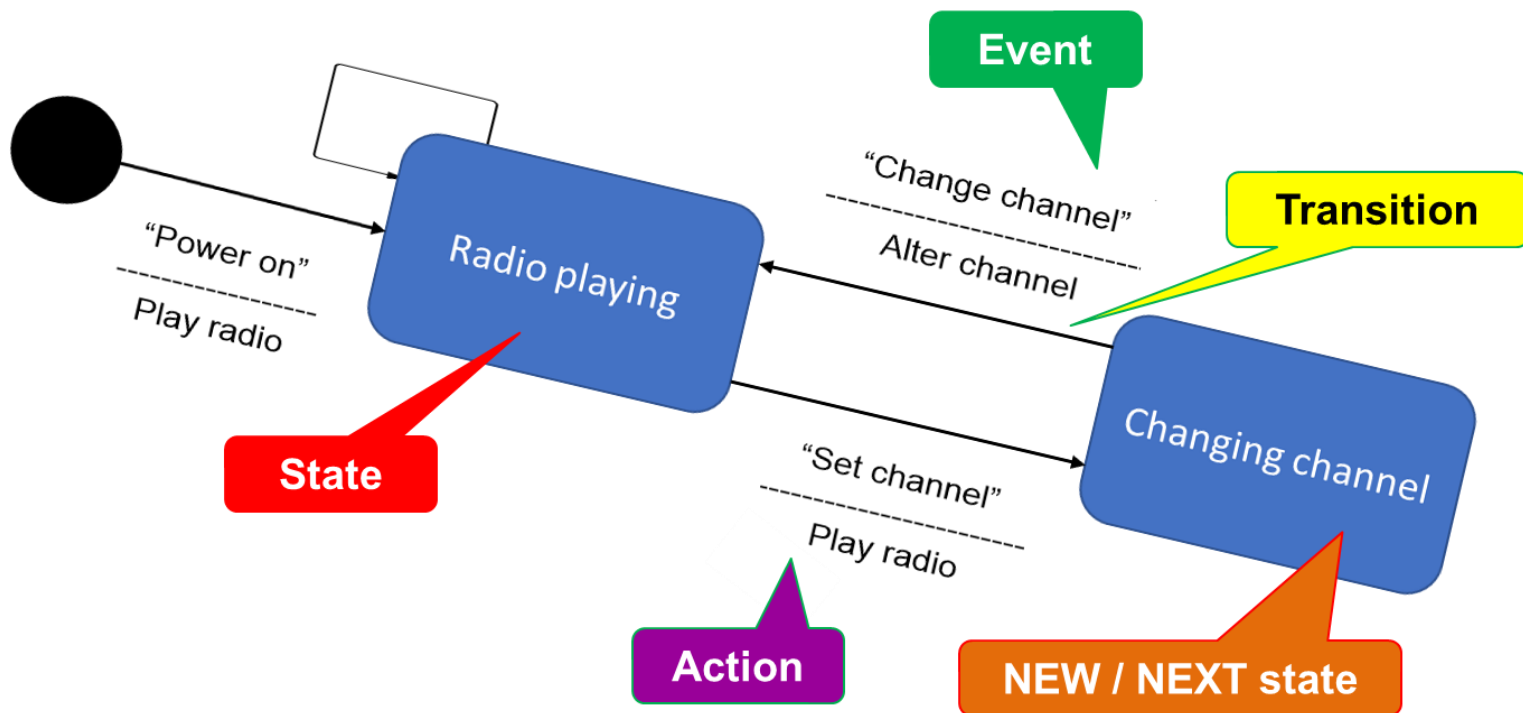 Event
“Change channel”
Transition
Alter channel
“Power on”
Play radio
Radio playing
State
“Set channel”
Play radio
Changing channel
Action
NEW / NEXT state